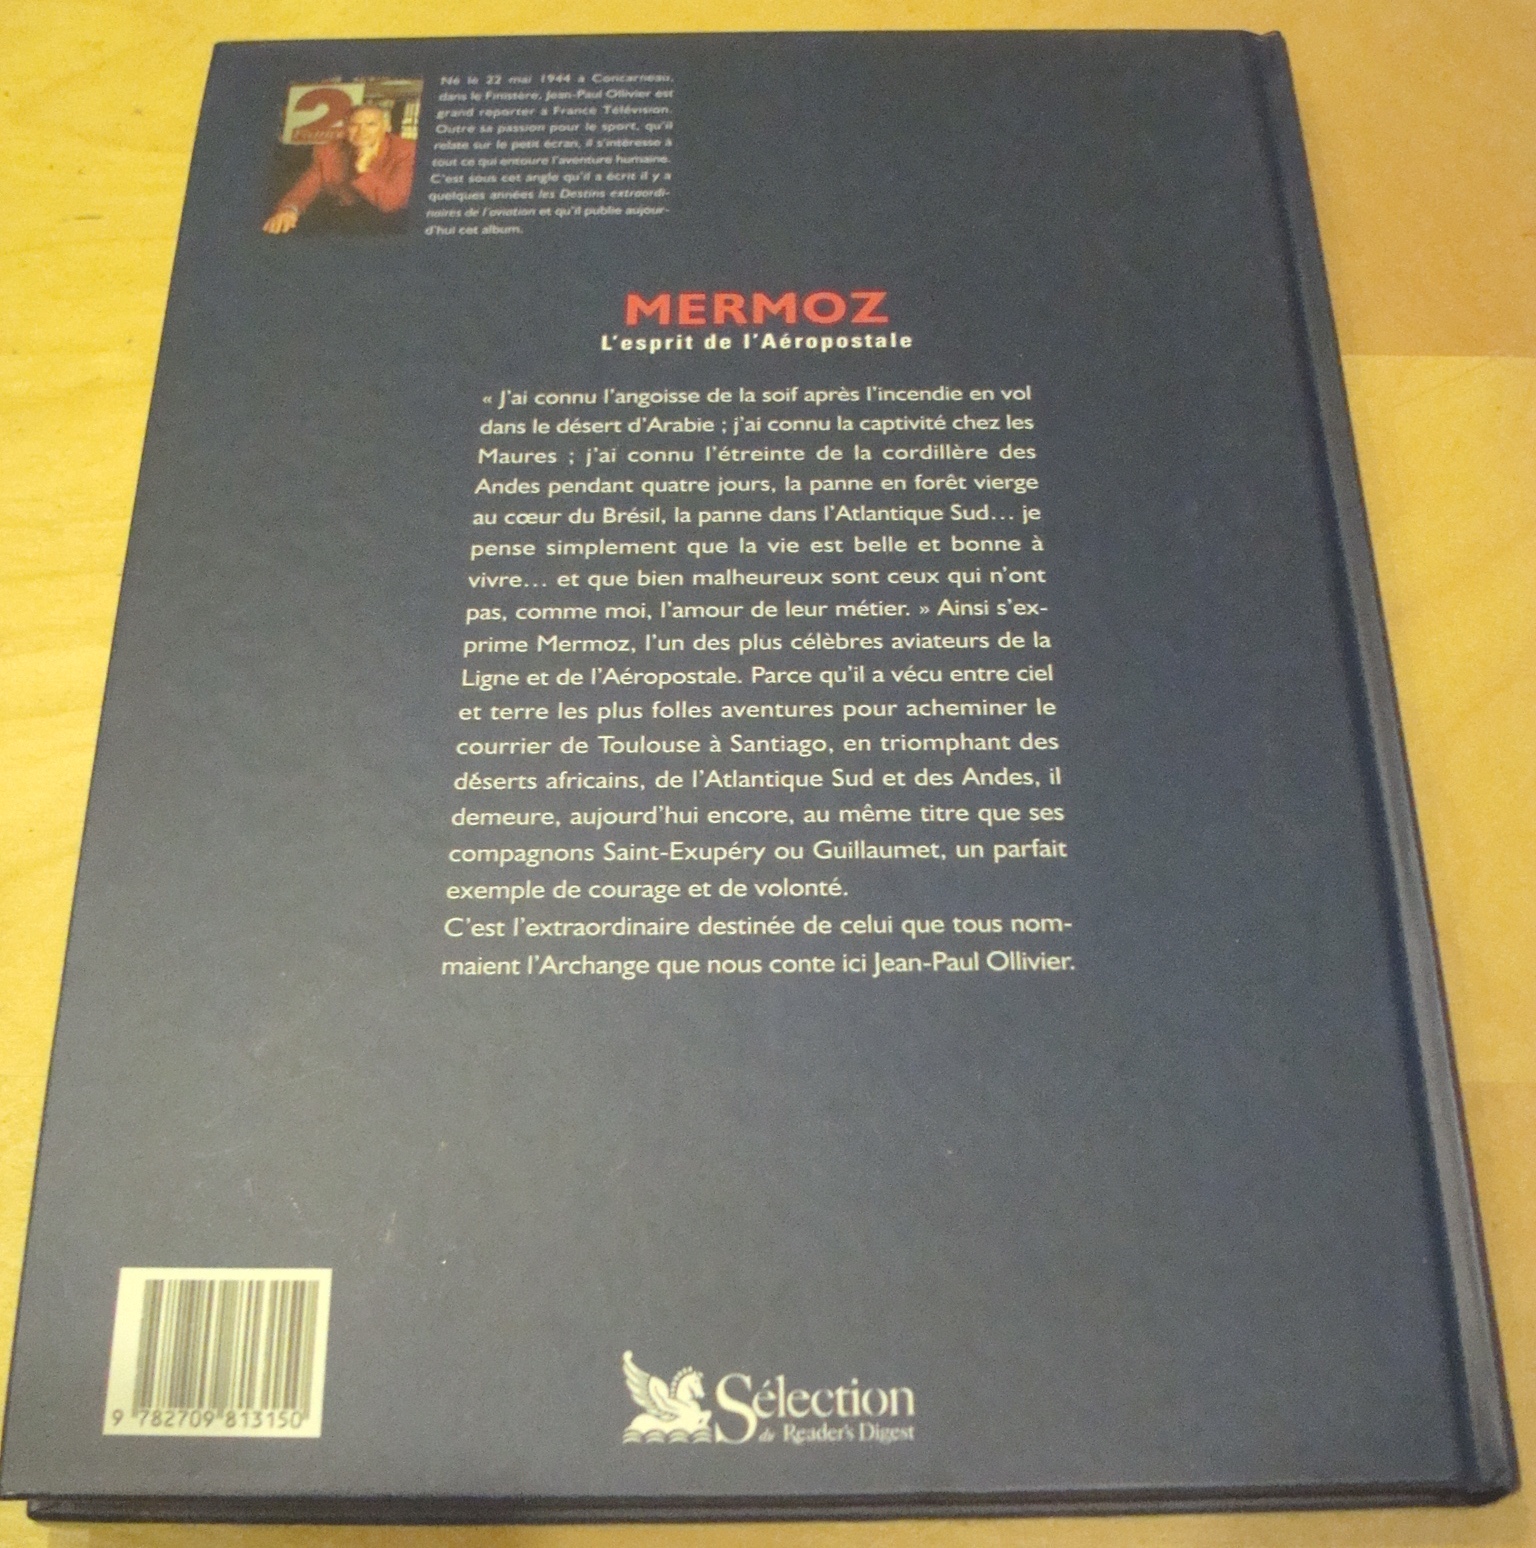 2
France
Né le 22 mai 1944 à Concarneau,
dans le Finistère, Jean-Paul Ollivier est
grand reporter à France Télévision.
Outre sa passion pour le sport, qu'il
relate sur le petit écran, il s'intéresse à
tout ce qui entoure l'aventure humaine.
C'est sous cet angle qu'il a écrit il y a
quelques années les Destins extraordi-
naires de l'aviation et qu'il publie aujour-
d'hui cet album.
MERMOZ
L'esprit de l'Aéropostale
« J'ai connu l'angoisse de la soif après l'incendie en vol
dans le désert d'Arabie ; j'ai connu la captivité chez les
Maures ; j'ai connu l'étreinte de la cordillère des
Andes pendant quatre jours, la panne en forêt vierge
au cœur du Brésil, la panne dans l'Atlantique Sud... je
pense simplement que la vie est belle et bonne à
vivre... et que bien malheureux sont ceux qui n'ont
pas, comme moi, l'amour de leur métier. » Ainsi s'ex-
prime Mermoz, l'un des plus célèbres aviateurs de la
Ligne et de l'Aéropostale. Parce qu'il a vécu entre ciel
et terre les plus folles aventures pour acheminer le
courrier de Toulouse à Santiago, en triomphant des
déserts africains, de l'Atlantique Sud et des Andes, il
demeure, aujourd'hui encore, au même titre que ses
compagnons Saint-Exupéry ou Guillaumet, un parfait
exemple de courage et de volonté.
C'est l'extraordinaire destinée de celui que tous nom-
maient l'Archange que nous conte ici Jean-Paul Ollivier.
9 782709 813150
Sélection
du Reader's Digest